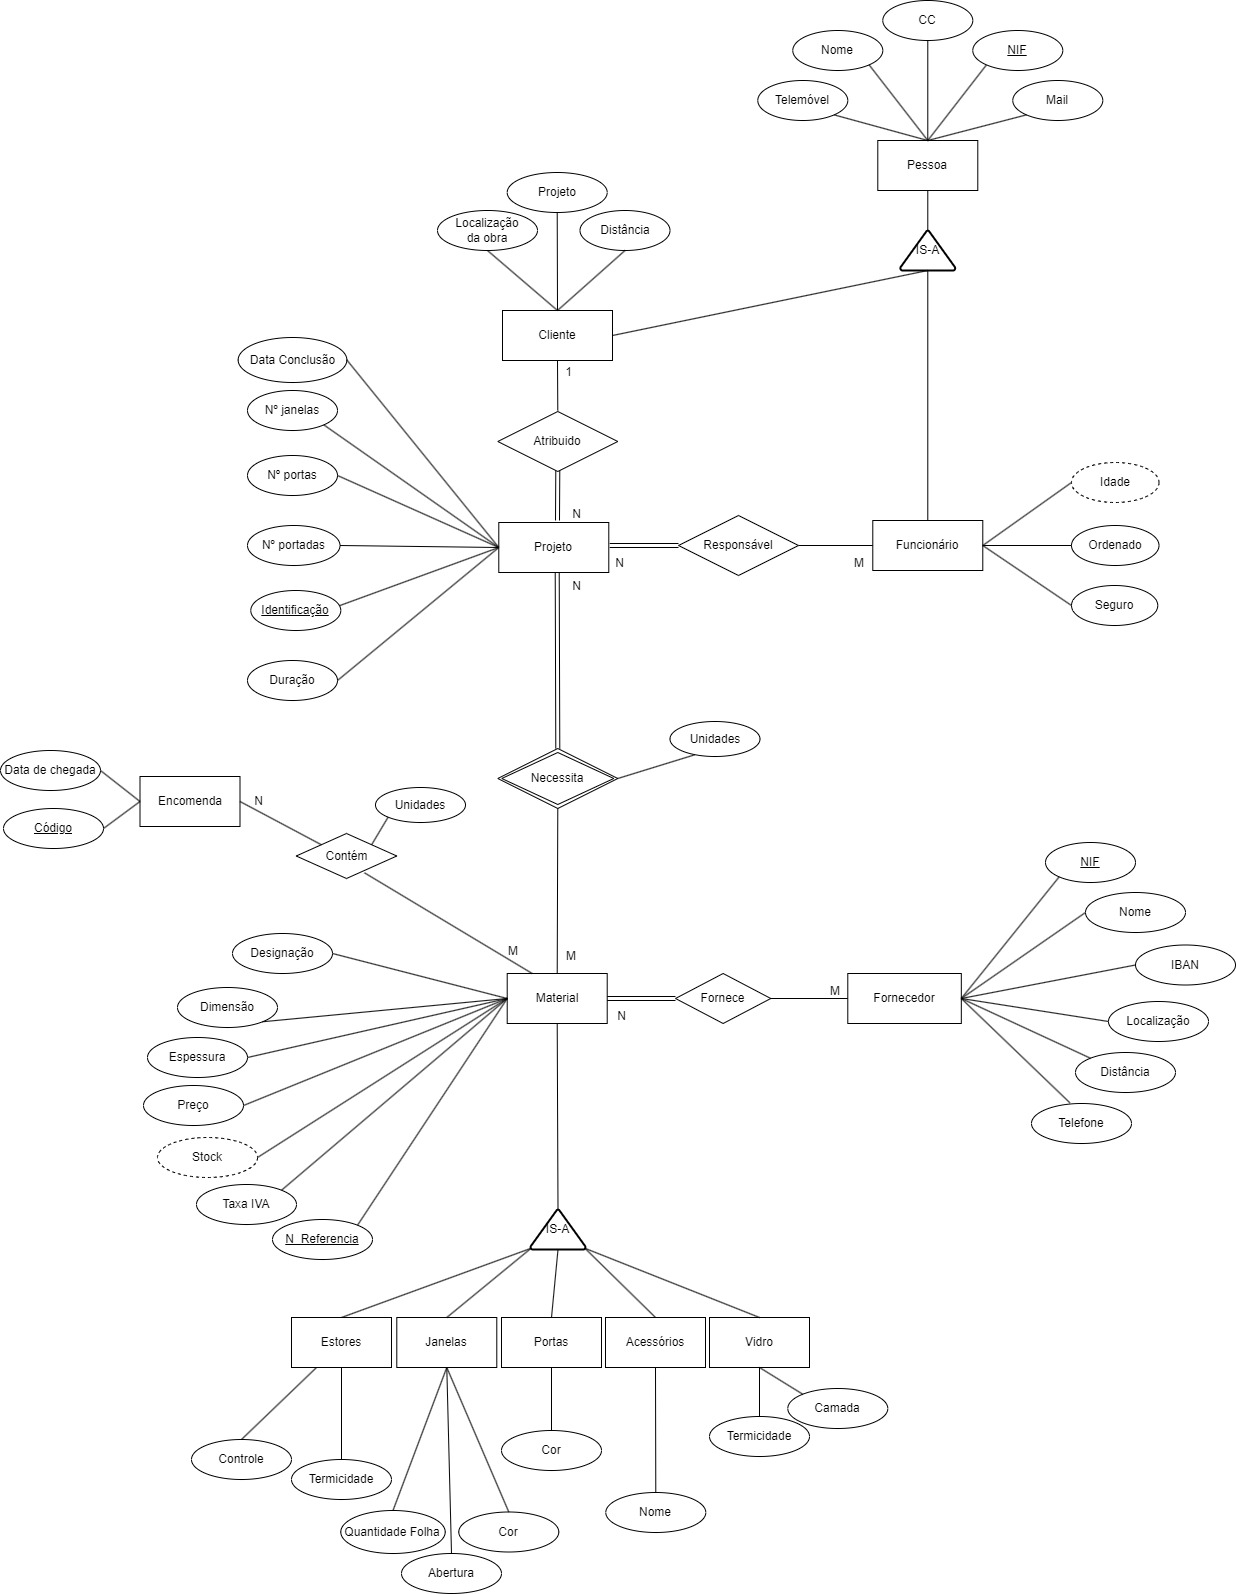 CC
Nome
NIF
Telemóvel
Mail
Pessoa
IS-A
Projeto
Localização
da obra
Distância
Cliente
1
Data Conclusão
Nº janelas
Atribuido
Nº portas
Idade
N
Nº portadas
Projeto
Responsável
Funcionário
Ordenado
N
M
N
Identificação
Seguro
Duração
Unidades
Data de chegada
Necessita
Encomenda
N
Unidades
Código
Contém
NIF
Nome
Designação
M
M
IBAN
Dimensão
Material
Fornece
M
Fornecedor
N
Localização
Espessura
Distância
Preço
Telefone
Stock
Taxa IVA
N_Referencia
IS-A
Estores
Janelas
Portas
Acessórios
Vidro
Camada
Termicidade
Cor
Controle
Termicidade
Nome
Quantidade Folha
Cor
Abertura